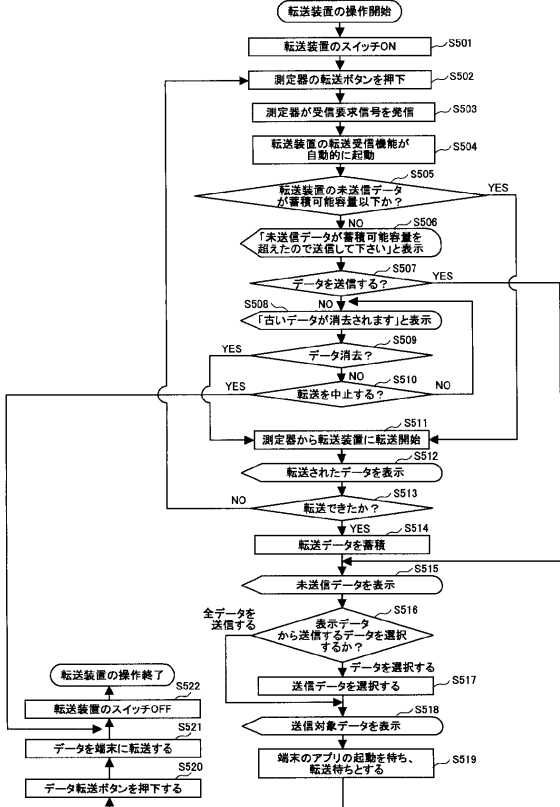 転送装置の操作開始
転送装置のスイッチON
S501
測定器の転送ボタンを押下
S502
測定器が受信要求信号を発信
S503
転送装置の転送受信機能が
自動的に起動
S504
S505
転送装置の未送信データ
が蓄積可能容量以下か？
YES
NO
S506
「未送信データが蓄積可能容量を
超えたので送信して下さい」と表示
S507
データを送信する？
YES
S508
NO
「古いデータが消去されます」と表示
S509
YES
データ消去？
NO
S510
YES
転送を中止する？
NO
S511
測定器から転送装置に転送開始
S512
転送されたデータを表示
S513
NO
転送できたか？
YES
S514
転送データを蓄積
S515
未送信データを表示
全データを
送信する
S516
表示データ
から送信するデータを選択
するか？
データを選択する
S517
送信データを選択する
S518
送信対象データを表示
端末のアプリの起動を待ち、
転送待ちとする
S519
転送装置の操作終了
S522
転送装置のスイッチOFF
S521
データを端末に転送する
S520
データ転送ボタンを押下する